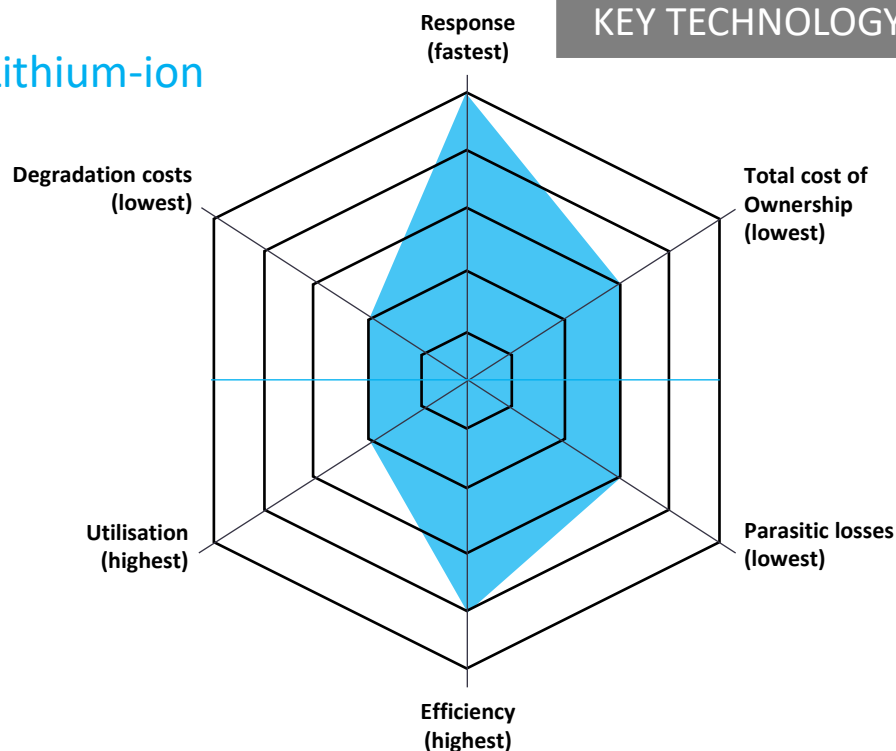 Response
(fastest)
KEY TECHNOLOGY
Lithium-ion
Degradation costs
(lowest)
Total cost of
Ownership
(lowest)
Utilisation
(highest)
Parasitic losses
(lowest)
Efficiency
(highest)